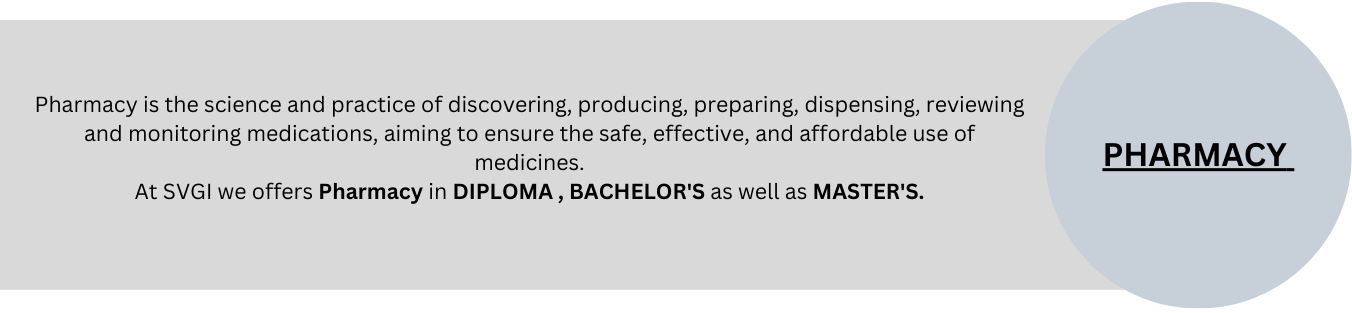 Pharmacy is the science and practice of discovering, producing, preparing, dispensing, reviewing
and monitoring medications, aiming to ensure the safe, effective, and affordable use of
medicines.
At SVGI we offers Pharmacy in DIPLOMA , BACHELOR'S as well as MASTER'S.
PHARMACY